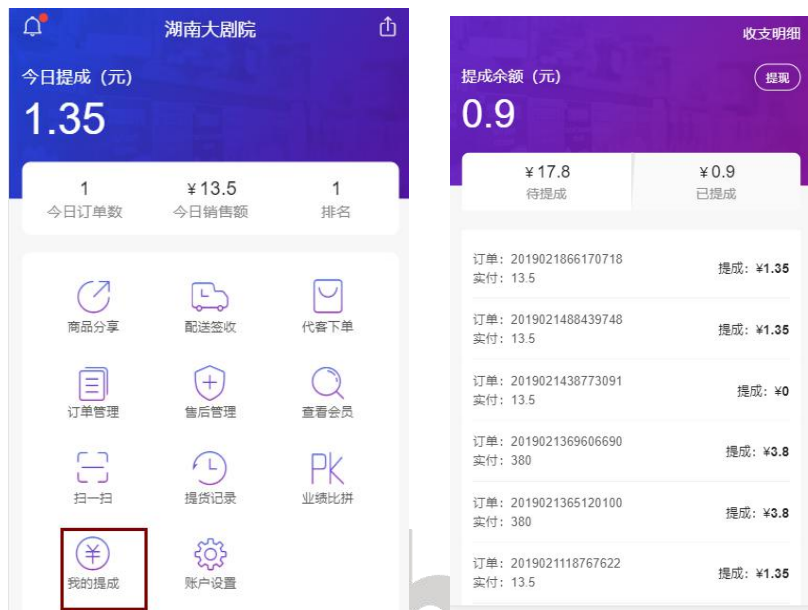 湖南大剧院
今日提成（元）
1.35
1
¥13.5
1
今日订单数
今日销售额
排名
商品分享
配送签收
代客下单
订单管理
售后管理
查看会员
PK
扫一扫
提货记录
业绩比拼
我的提成
账户设置
收支明细
提成余额（元）
提现
0.9
¥17.8
¥0.9
待提成
已提成
订单：2019021866170718
实付：13.5
提成：¥1.35
订单：2019021488439748
实付：13.5
提成：¥1.35
订单：2019021438773091
实付：13.5
提成：¥0
订单：2019021369606690
实付：380
提成：¥3.8
订单：2019021365120100
实付：380
提成：¥3.8
订单：2019021118767622
实付：13.5
提成：¥1.35